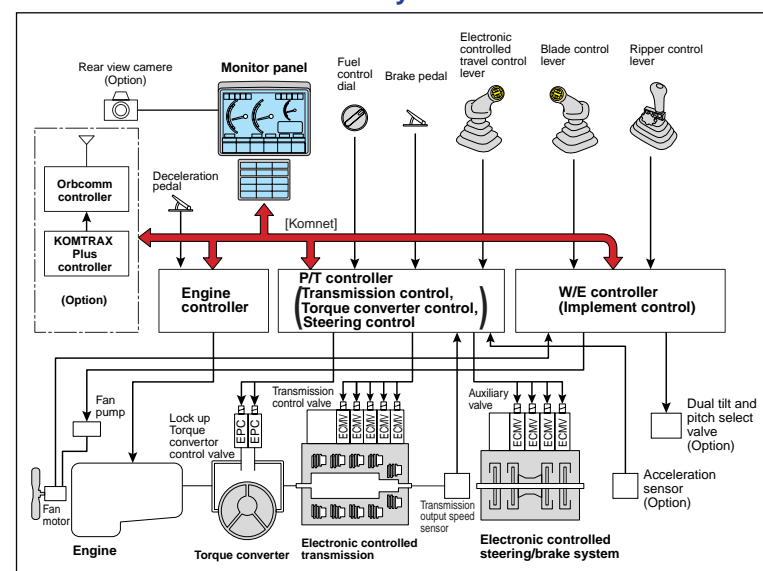 Electronic
controlled
travel control
lever
Blade control
lever
Ripper control
lever
Fuel
control
dial
Brake pedal
Monitor panel
Rear view camere
(Option)
Orbcomm
controller
KOMTRAX
Plus
controller
(Option)
Deceleration
pedal
[Komnet]
Engine
controller
P/T controller
(Transmission control,
Torque converter control,
Steering control)
W/E controller
(Implement control)
Fan
pump
Lock up
Torque
convertor
control valve
EPC
EPC
Transmission
control valve
ECMV
ECMV
ECMV
ECMV
ECMV
Auxiliary
valve
ECMV
ECMV
ECMV
ECMV
Dual tilt and
pitch select
valve
(Option)
Acceleration
sensor
(Option)
Fan
motor
Engine
Torque converter
Electronic controlled
transmission
Transmission
output speed
sensor
Electronic controlled
steering/brake system